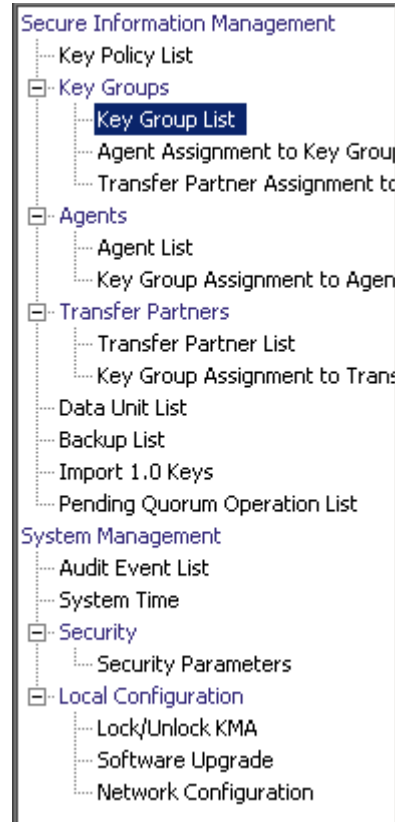 Secure Information Management
Key Policy List
Key Groups
Key Group List
Agent Assignment to Key Group
Transfer Partner Assignment to
Agents
Agent List
Key Group Assignment to Agen
Transfer Partners
Transfer Partner List
Key Group Assignment to Trans
Data Unit List
Backup List
Import 1.0 Keys
Pending Quorum Operation List
System Management
Audit Event List
System Time
Security
Security Parameters
Local Configuration
Lock/Unlock KMA
Software Upgrade
Network Configuration